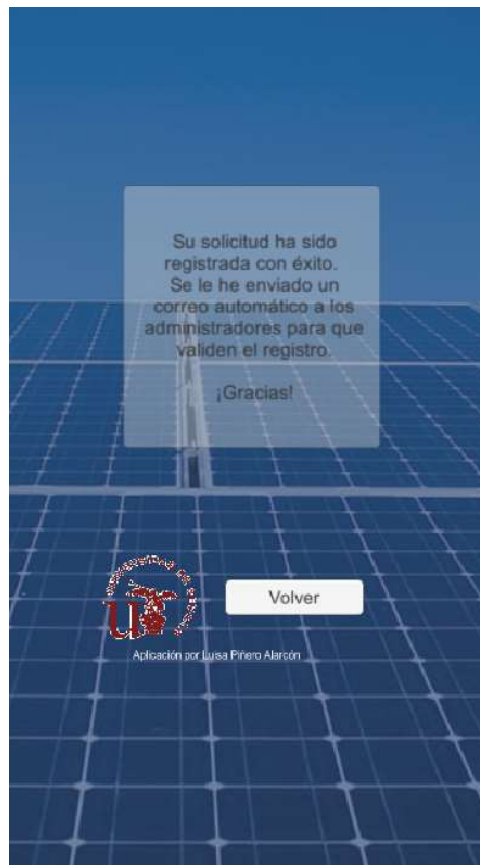 Su solicitud ha sido
registrada con éxito.
Se le he enviado un
correo automático a los
administradores para que
validen el registro.
¡Gracias!
Volver
Aplicación por Luisa Piñero Alarcón